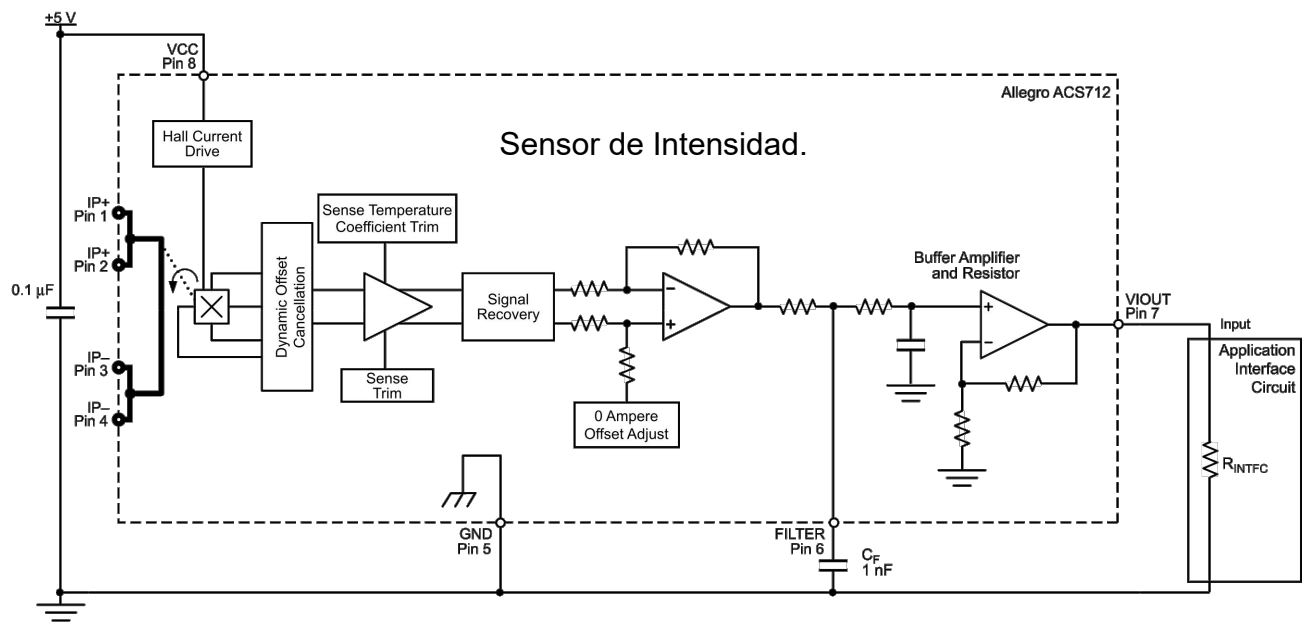 +5 V
VCC
Pin 8
Allegro ACS712
Hall Current
Drive
Sensor de Intensidad.
IP+
Pin 1
IP+
Pin 2
0.1 μF
IP–
Pin 3
IP–
Pin 4
Dynamic Offset
Cancellation
Sense Temperature
Coefficient Trim
Sense
Trim
Signal
Recovery
–
+
0 Ampere
Offset Adjust
Buffer Amplifier
and Resistor
+
–
VIOUT
Pin 7
Input
Application
Interface
Circuit
RINTFC
GND
Pin 5
FILTER
Pin 6
CF
1 nF